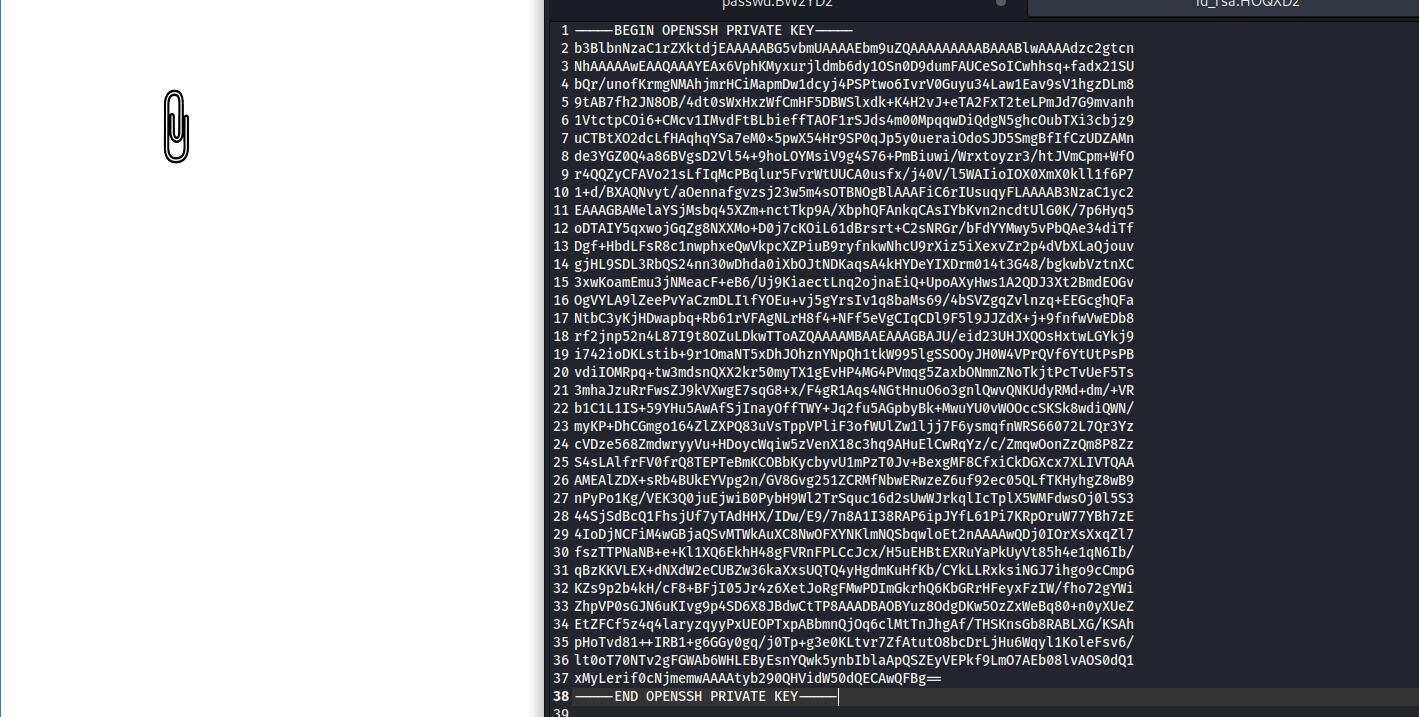 passwd.BW2YD2
id_rsa.HOQXD2
1 -----BEGIN OPENSSH PRIVATE KEY-----
2 b3BlbnNzaC1rZXktdjEAAAAABG5vbmUAAAAEbm9uZQAAAAAAAAABAAABlwAAAAdzc2gtcn
3 NhAAAAAwEAAQAAAYEAx6VphKMyxurjldmb6dy1OSn0D9dumFAUCeSoICwhhsq+fadx21SU
4 bQr/unofKrmgNMAhjmrHCiMapmDw1dcyj4PSPtwo6IvrV0Guyu34Law1Eav9sV1hgzDLm8
5 9tAB7fh2JN8OB/4dt0sWxHxzWfCmHF5DBWSlxdk+K4H2vJ+eTA2FxT2teLPmJd7G9mvanh
6 1VtctpCOi6+CMcv1IMvdFtBLbieffTAOF1rSJds4m00MpqqwDiQdgN5ghcOubTXi3cbjz9
7 uCTBtXO2dcLfHAqhqYSa7eM0x5pwX54Hr9SP0qJp5y0ueraiOdoSJD5SmgBfIfCzUDZAMn
8 de3YGZ0Q4a86BVgsD2Vl54+9hoLOYMsiV9g4S76+PmBiuwi/Wrxtoyzr3/htJVmCpm+WfO
9 r4QQZyCFAVo21sLfIqMcPBqlur5FvrWtUUCA0usfx/j40V/l5WAIioIOX0XmX0kll1f6P7
10 1+d/BXAQNvyt/aOennafgvzsj23w5m4sOTBNOgBlAAAFiC6rIUsuqyFLAAAAB3NzaC1yc2
11 EAAAGBAMelaYSjMsbq45XZm+nctTkp9A/XbphQFAnkqCAsIYbKvn2ncdtUlG0K/7p6Hyq5
12 oDTAIY5qxwojGqZg8NXXMo+D0j7cKOiL61dBrsrt+C2sNRGr/bFdYYMwy5vPbQAe34diTf
13 Dgf+HbdLFsR8c1nwphxeQwVkpcXZPiuB9ryfnkwNhcU9rXiz5iXexvZr2p4dVbXLaQjouv
14 gjHL9SDL3RbQS24nn30wDhda0iXbOJtNDKaqsA4kHYDeYIXDrm014t3G48/bgkwbVztnXC
15 3xwKoamEmu3jNMeacF+eB6/Uj9KiaectLnq2ojnaEiQ+UpoAXyHws1A2QDJ3Xt2BmdEOGv
16 OgVYLA9lZeePvYaCzmDLIlfYOEu+vj5gYrsIv1q8baMs69/4bSVZgqZvlnzq+EEGcghQFa
17 NtbC3yKjHDwapbq+Rb61rVFAgNLrH8f4+NFf5eVgCIqCDl9F5l9JJZdX+j+9fnfwVwEDb8
18 rf2jnp52n4L87I9t8OZuLDkwTToAZQAAAAMBAAEAAAGBAJU/eid23UHJXQOsHxtwLGYkj9
19 i742ioDKLstib+9r1OmaNT5xDhJOhznYNpQh1tkW995lgSSOOyJH0W4VPrQVf6YtUtPsPB
20 vdiIOMRpq+tw3mdsnQXX2kr50myTX1gEvHP4MG4PVmqg5ZaxbONmmZNoTkjtPcTvUeF5Ts
21 3mhaJzuRrFwsZJ9kVXwgE7sqG8+x/F4gR1Aqs4NGtHnuO6o3gnlQwvQNKUdyRMd+dm/+VR
22 b1C1L1IS+59YHu5AwAfSjInayOffTWY+Jq2fu5AGpbyBk+MwuYU0vWOOccSKSk8wdiQWN/
23 myKP+DhCGmgo164ZlZXPQ83uVsTppVPliF3ofWUlZw1ljj7F6ysmqfnWRS66072L7Qr3Yz
24 cVDze568ZmdwryyVu+HDoycWqiw5zVenX18c3hq9AHuElCwRqYz/c/ZmqwOonZzQm8P8Zz
25 S4sLAlfrFV0frQ8TEPTeBmKCOBbKycbyvU1mPzT0Jv+BexgMF8CfxiCkDGXcx7XLIVTQAA
26 AMEAlZDX+sRb4BUkEYVpg2n/GV8Gvg251ZCRMfNbwERwzeZ6uf92ec05QLfTKHyhgZ8wB9
27 nPyPo1Kg/VEK3Q0juEjwiB0PybH9Wl2TrSquc16d2sUwWJrkqlIcTplX5WMFdwsOj0l5S3
28 44SjSdBcQ1FhsjUf7yTAdHHX/IDw/E9/7n8A1I38RAP6ipJYfL61Pi7KRpOruW77YBh7zE
29 4IoDjNCFiM4wGBjaQSvMTWkAuXC8NwOFXYNKlmNQSbqwloEt2nAAAAwQDj0IOrXsXxqZl7
30 fszTTPNaNB+e+Kl1XQ6EkhH48gFVRnFPLCcJcx/H5uEHBtEXRuYaPkUyVt85h4e1qN6Ib/
31 qBzKKVLEX+dNXdW2eCUBZw36kaXxsUQTQ4yHgdmKuHfKb/CYkLLRxksiNGJ7ihgo9cCmpG
32 KZs9p2b4kH/cF8+BFjI05Jr4z6XetJoRgFMwPDImGkrhQ6KbGRrHFeyxFzIW/fho72gYWi
33 ZhpVP0sGJN6uKIvg9p4SD6X8JBdwCtTP8AAADBAOBYuz8OdgDKw5OzZxWeBq80+n0yXUeZ
34 EtZFCf5z4q4laryzqyyPxUEOPTxpABbmnQjOq6clMtTnJhgAf/THSKnsGb8RABLXG/KSAh
35 pHoTvd81++IRB1+g6GGy0gq/j0Tp+g3e0KLtvr7ZfAtutO8bcDrLjHu6Wqyl1KoleFsv6/
36 lt0oT70NTv2gFGWAb6WHLEByEsnYQwk5ynbIblaApQSZEyVEPkf9LmO7AEb08lvAOS0dQ1
37 xMyLerif0cNjmemwAAAAtyb290QHVidW50dQECAwQFBg==
38 -----END OPENSSH PRIVATE KEY-----
39